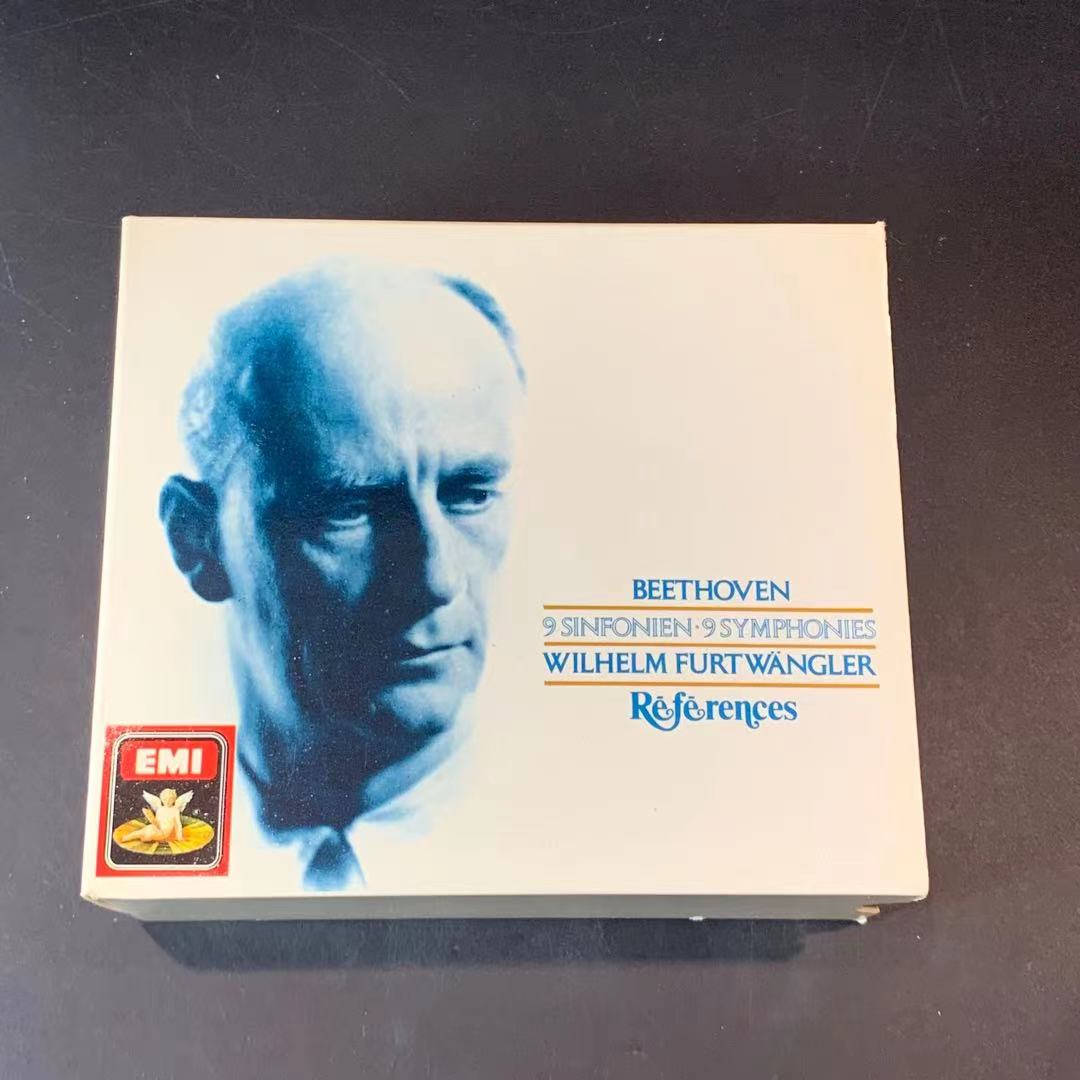 BEETHOVEN
9 SINFONIEN · 9 SYMPHONIES
WILHELM FURTWÄNGLER
Références
EMI